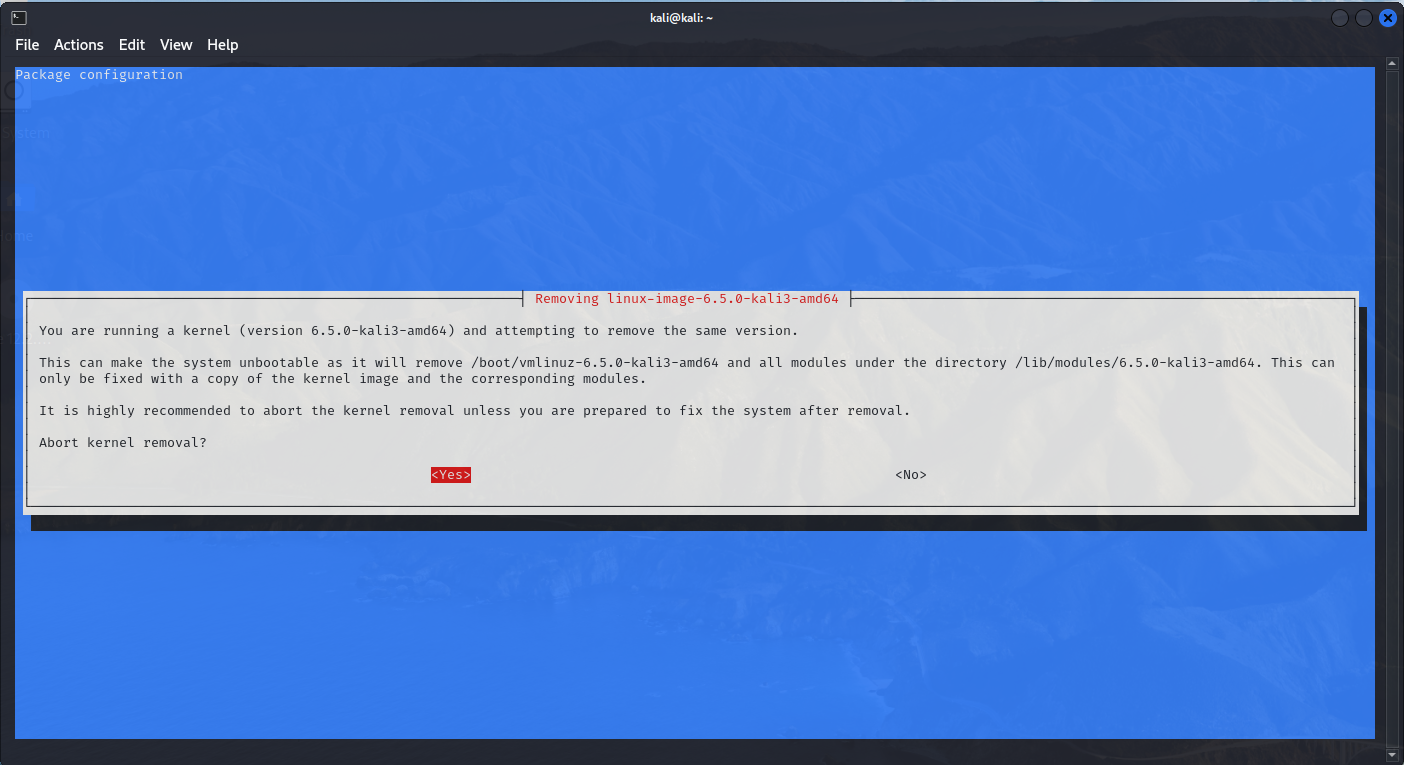 kali@kali: ~
File Actions Edit View Help
Package configuration
System
Removing linux-image-6.5.0-kali3-amd64
You are running a kernel (version 6.5.0-kali3-amd64) and attempting to remove the same version.
This can make the system unbootable as it will remove /boot/vmlinuz-6.5.0-kali3-amd64 and all modules under the directory /lib/modules/6.5.0-kali3-amd64. This can
only be fixed with a copy of the kernel image and the corresponding modules.
It is highly recommended to abort the kernel removal unless you are prepared to fix the system after removal.
Abort kernel removal?
<Yes> <No>